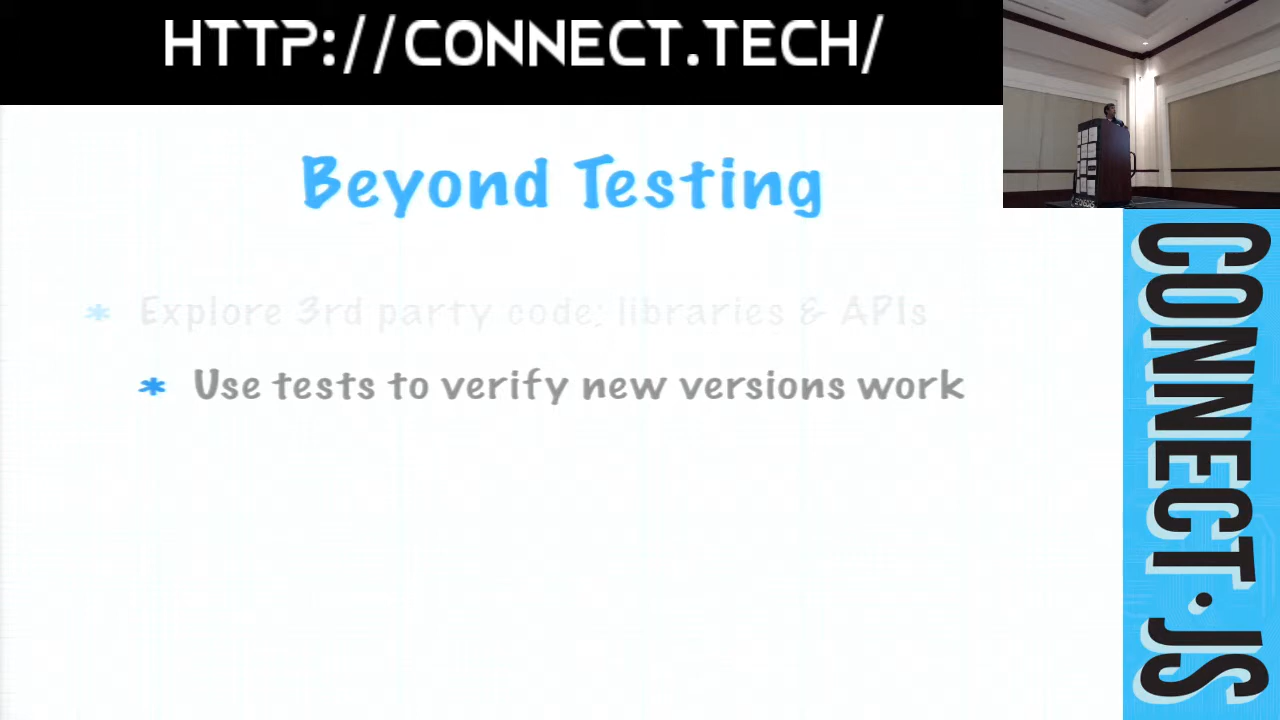 HTTP://CONNECT.TECH/
Beyond Testing
* Explore 3rd party code; libraries & APIs
* Use tests to verify new versions work
CONNECT.JS